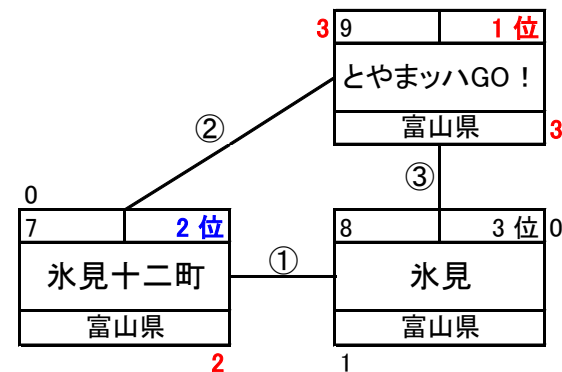 3 9 1 位
とやまッハGO！
富山県 3
②
③
0
7 2 位
8 3 位 0
氷見十二町
①
氷見
富山県
富山県
2
1